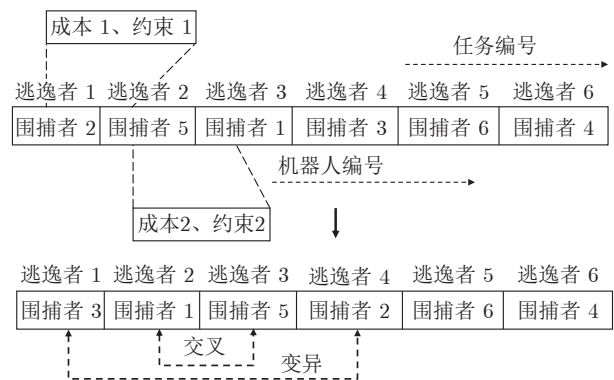 成本 1、约束 1
任务编号
逃逸者 1 逃逸者 2 逃逸者 3 逃逸者 4 逃逸者 5 逃逸者 6
围捕者 2 围捕者 5 围捕者 1 围捕者 3 围捕者 6 围捕者 4
机器人编号
成本2、约束2
逃逸者 1 逃逸者 2 逃逸者 3 逃逸者 4 逃逸者 5 逃逸者 6
围捕者 3 围捕者 1 围捕者 5 围捕者 2 围捕者 6 围捕者 4
交叉
变异